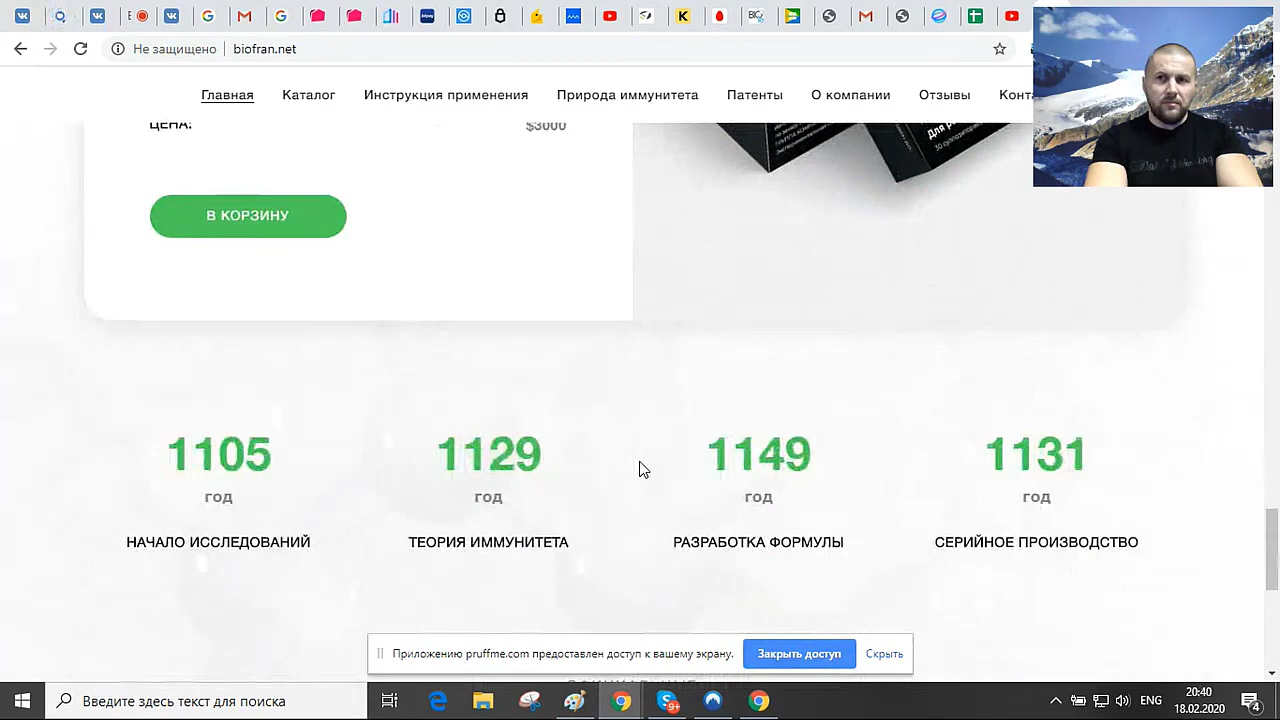 Не защищено
biofran.net
Главная Каталог Инструкция применения Природа иммунитета Патенты О компании Отзывы
ЦЕНА: $3000
Для
В КОРЗИНУ
1105 1129 1149 1131
год год год год
НАЧАЛО ИССЛЕДОВАНИЙ ТЕОРИЯ ИММУНИТЕТА РАЗРАБОТКА ФОРМУЛЫ СЕРИЙНОЕ ПРОИЗВОДСТВО
Приложению pruffme.com предоставлен доступ к вашему экрану. Закрыть доступ Скрыть
Введите здесь текст для поиска
ENG
20:40
18.02.2020